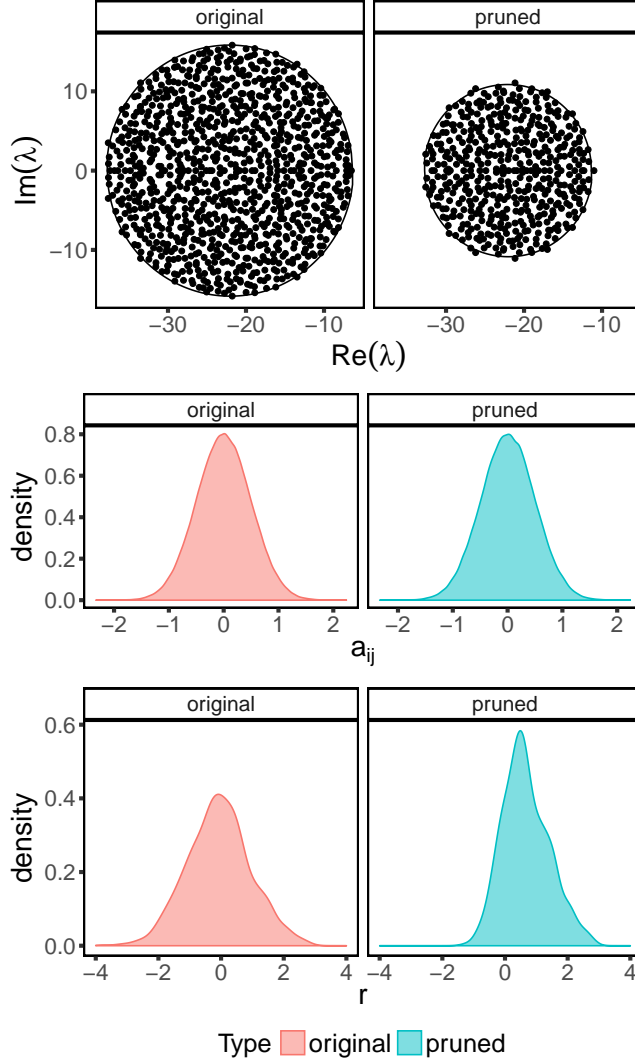 original pruned
10
0
−10
Im(λ)
−30 −20 −10 −30 −20 −10
Re(λ)
original pruned
0.8
0.6
0.4
0.2
0.0
density
−2 −1 0 1 2 −2 −1 0 1 2
a_ij
original pruned
0.6
0.4
0.2
0.0
density
−4 −2 0 2 4 −4 −2 0 2 4
r
Type original pruned